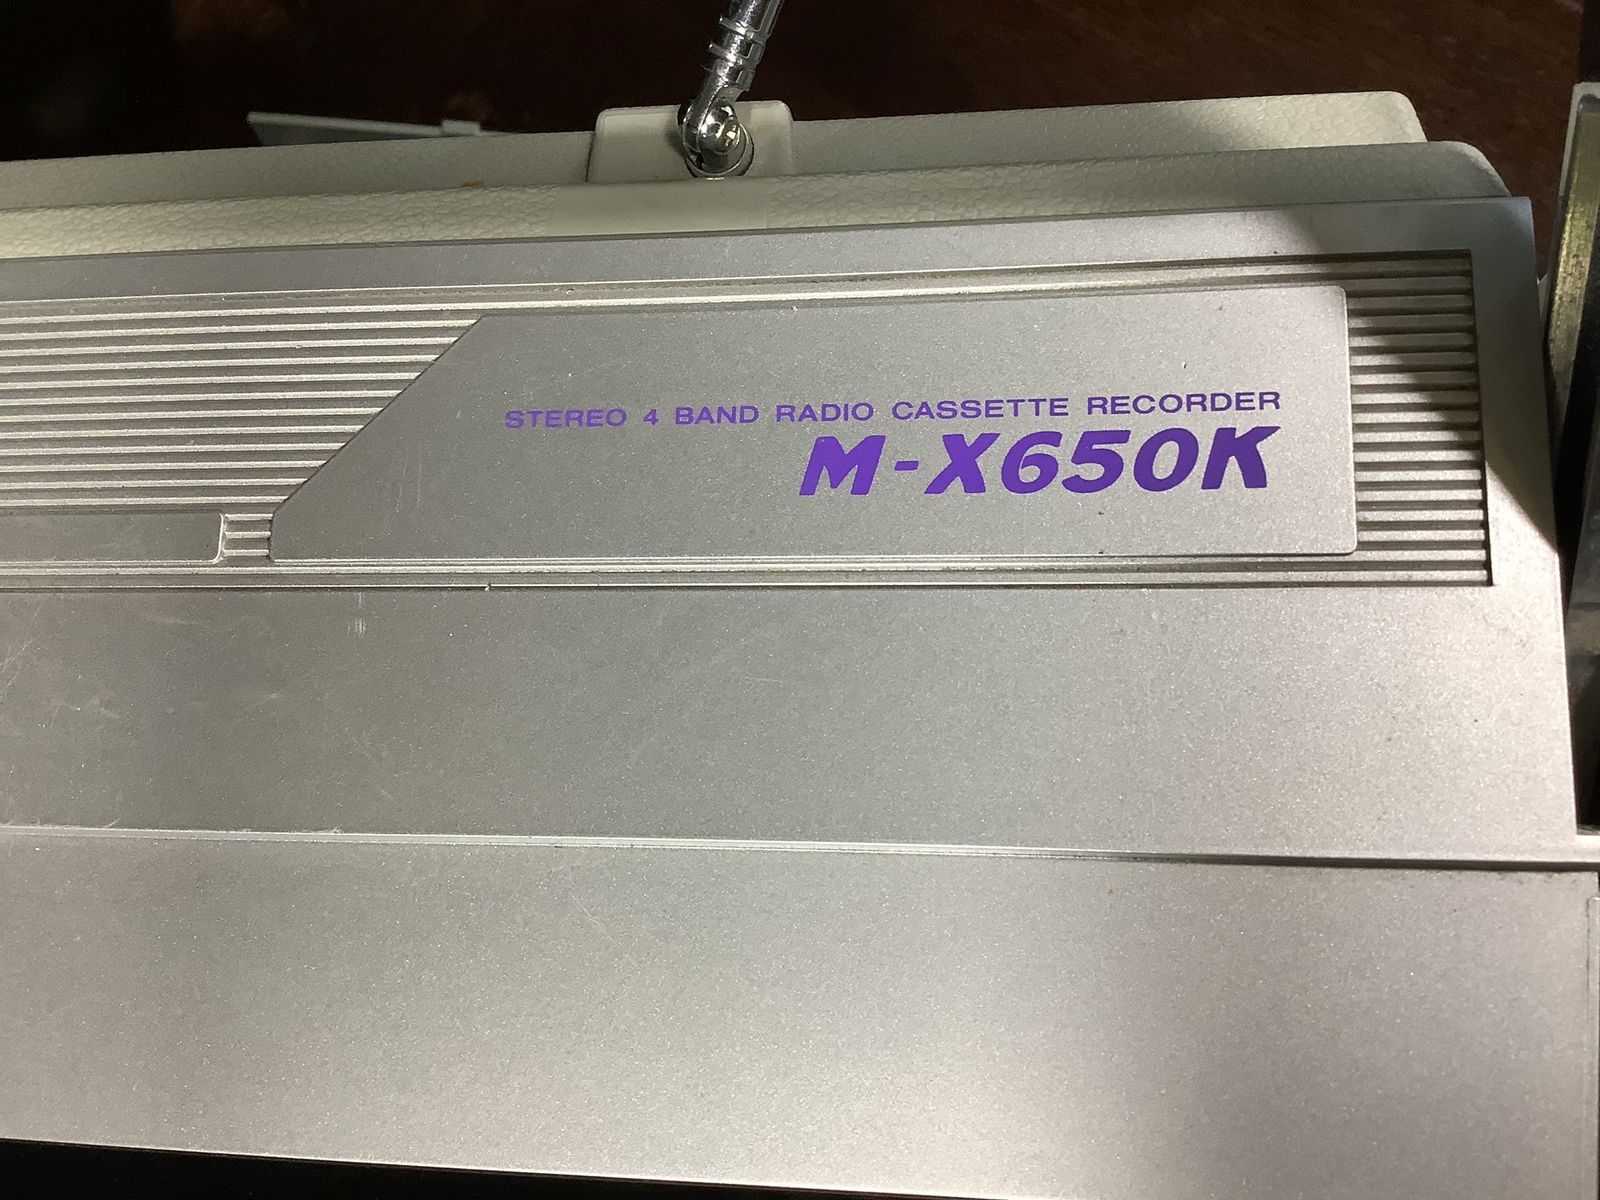 STEREO 4 BAND RADIO CASSETTE RECORDER
M-X650K